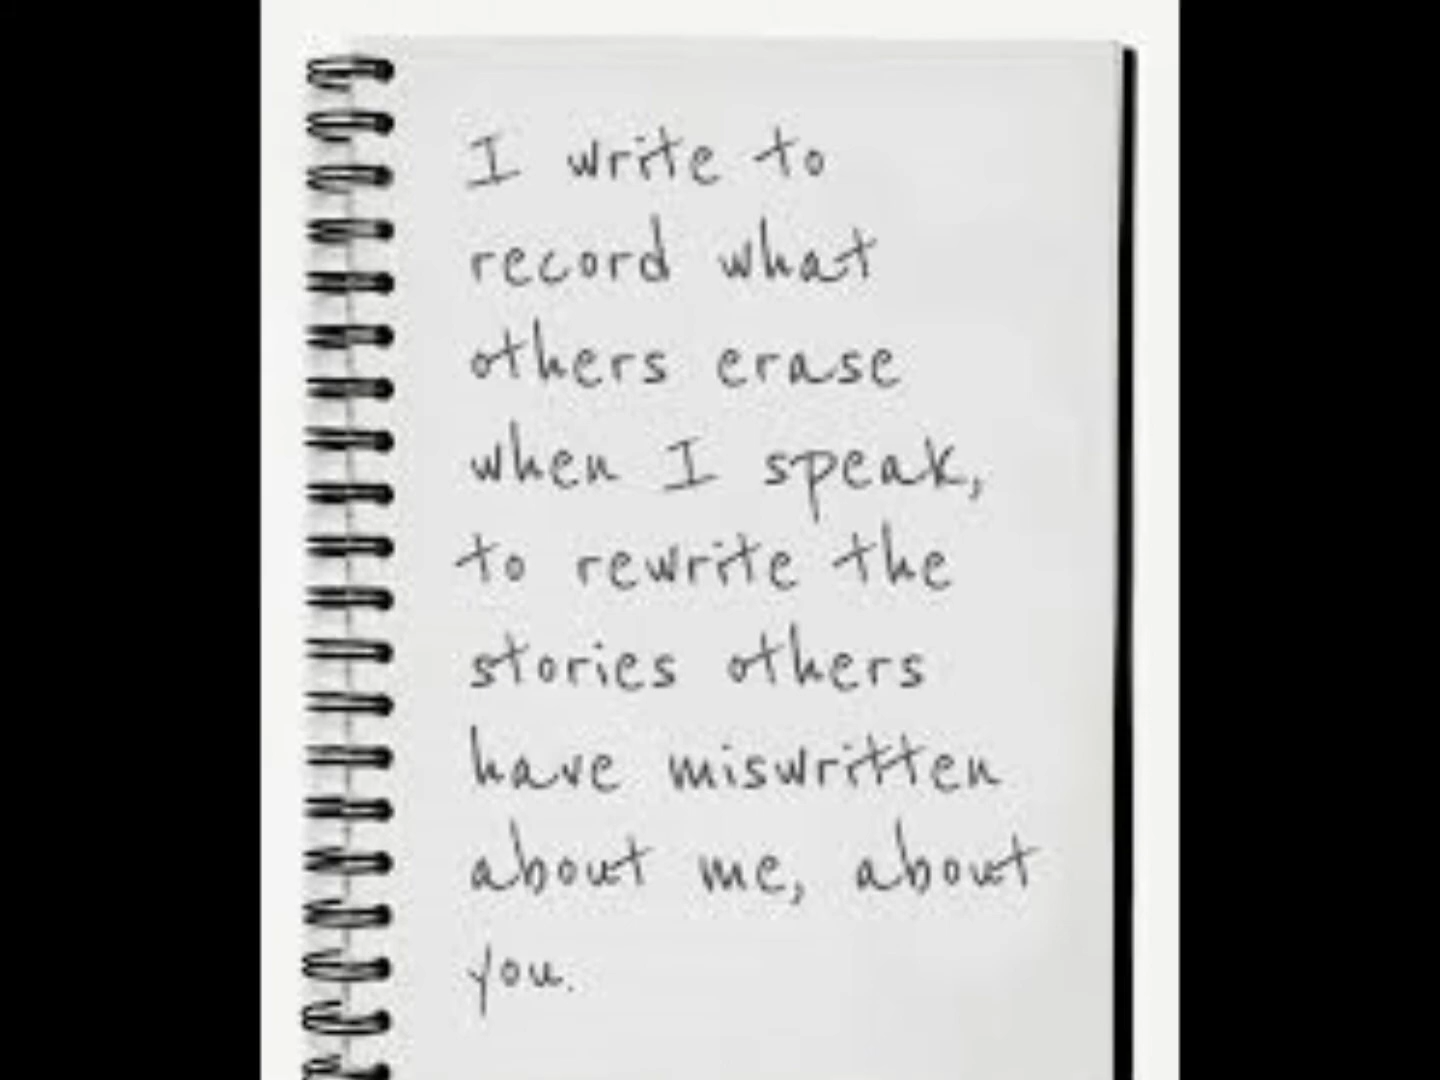 I write to
record what
others erase
when I speak,
to rewrite the
stories others
have miswritten
about me, about
you.